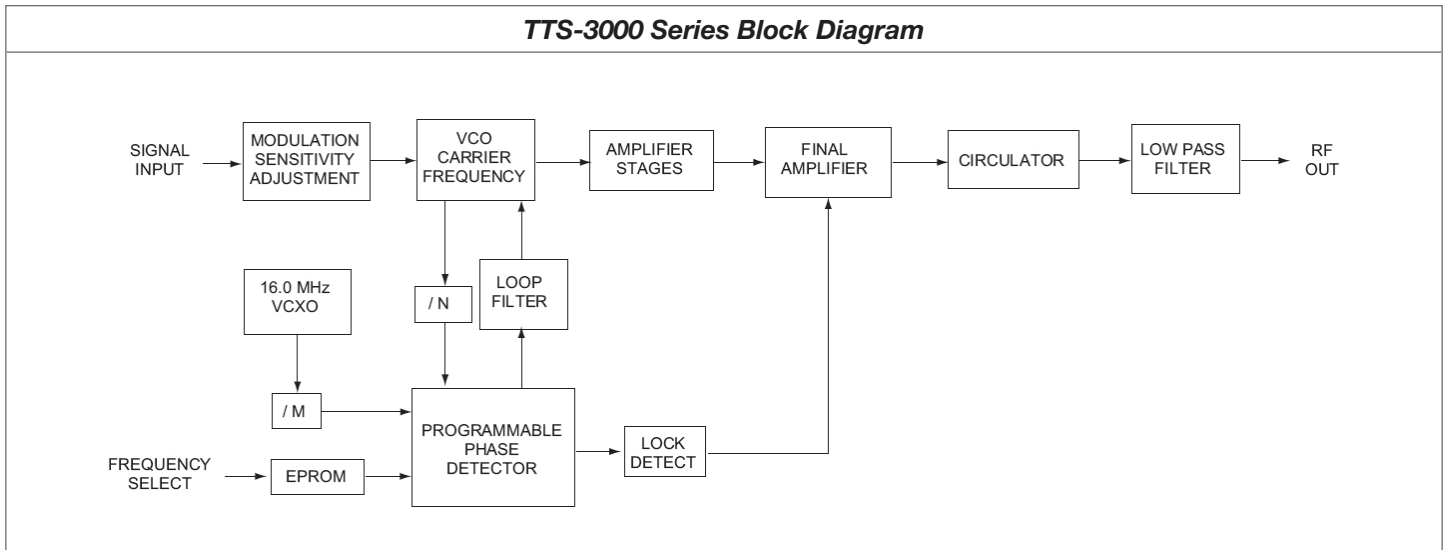 TTS-3000 Series Block Diagram
SIGNAL
INPUT
MODULATION
SENSITIVITY
ADJUSTMENT
VCO
CARRIER
FREQUENCY
AMPLIFIER
STAGES
FINAL
AMPLIFIER
CIRCULATOR
LOW PASS
FILTER
RF
OUT
16.0 MHz
VCXO
/ N
LOOP
FILTER
/ M
PROGRAMMABLE
PHASE
DETECTOR
LOCK
DETECT
FREQUENCY
SELECT
EPROM